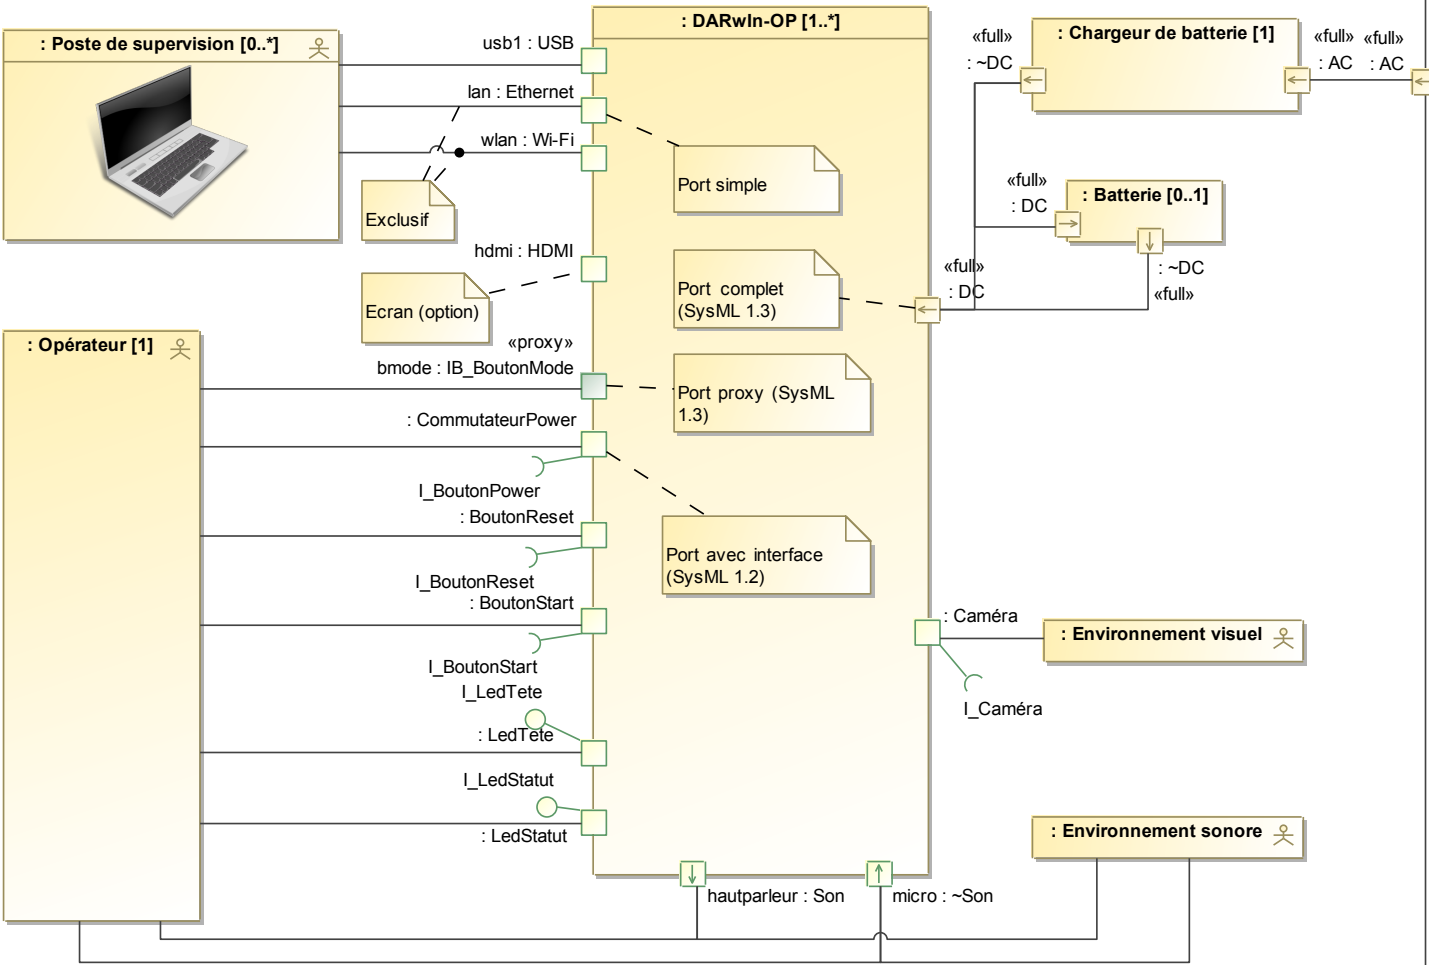 : Poste de supervision [0..*]
: DARwIn-OP [1..*]
usb1 : USB
lan : Ethernet
wlan : Wi-Fi
Exclusif
Port simple
hdmi : HDMI
Ecran (option)
Port complet
(SysML 1.3)
«proxy»
bmode : IB_BoutonMode
Port proxy (SysML
1.3)
: Opérateur [1]
: CommutateurPower
I_BoutonPower
: BoutonReset
Port avec interface
(SysML 1.2)
I_BoutonReset
: BoutonStart
I_BoutonStart
I_LedTete
: LedTete
I_LedStatut
: LedStatut
hautparleur : Son
micro : ~Son
«full»
: ~DC
: Chargeur de batterie [1]
«full»
: AC
«full»
: AC
«full»
: DC
: Batterie [0..1]
«full»
: DC
: ~DC
«full»
: Caméra
: Environnement visuel
I_Caméra
: Environnement sonore